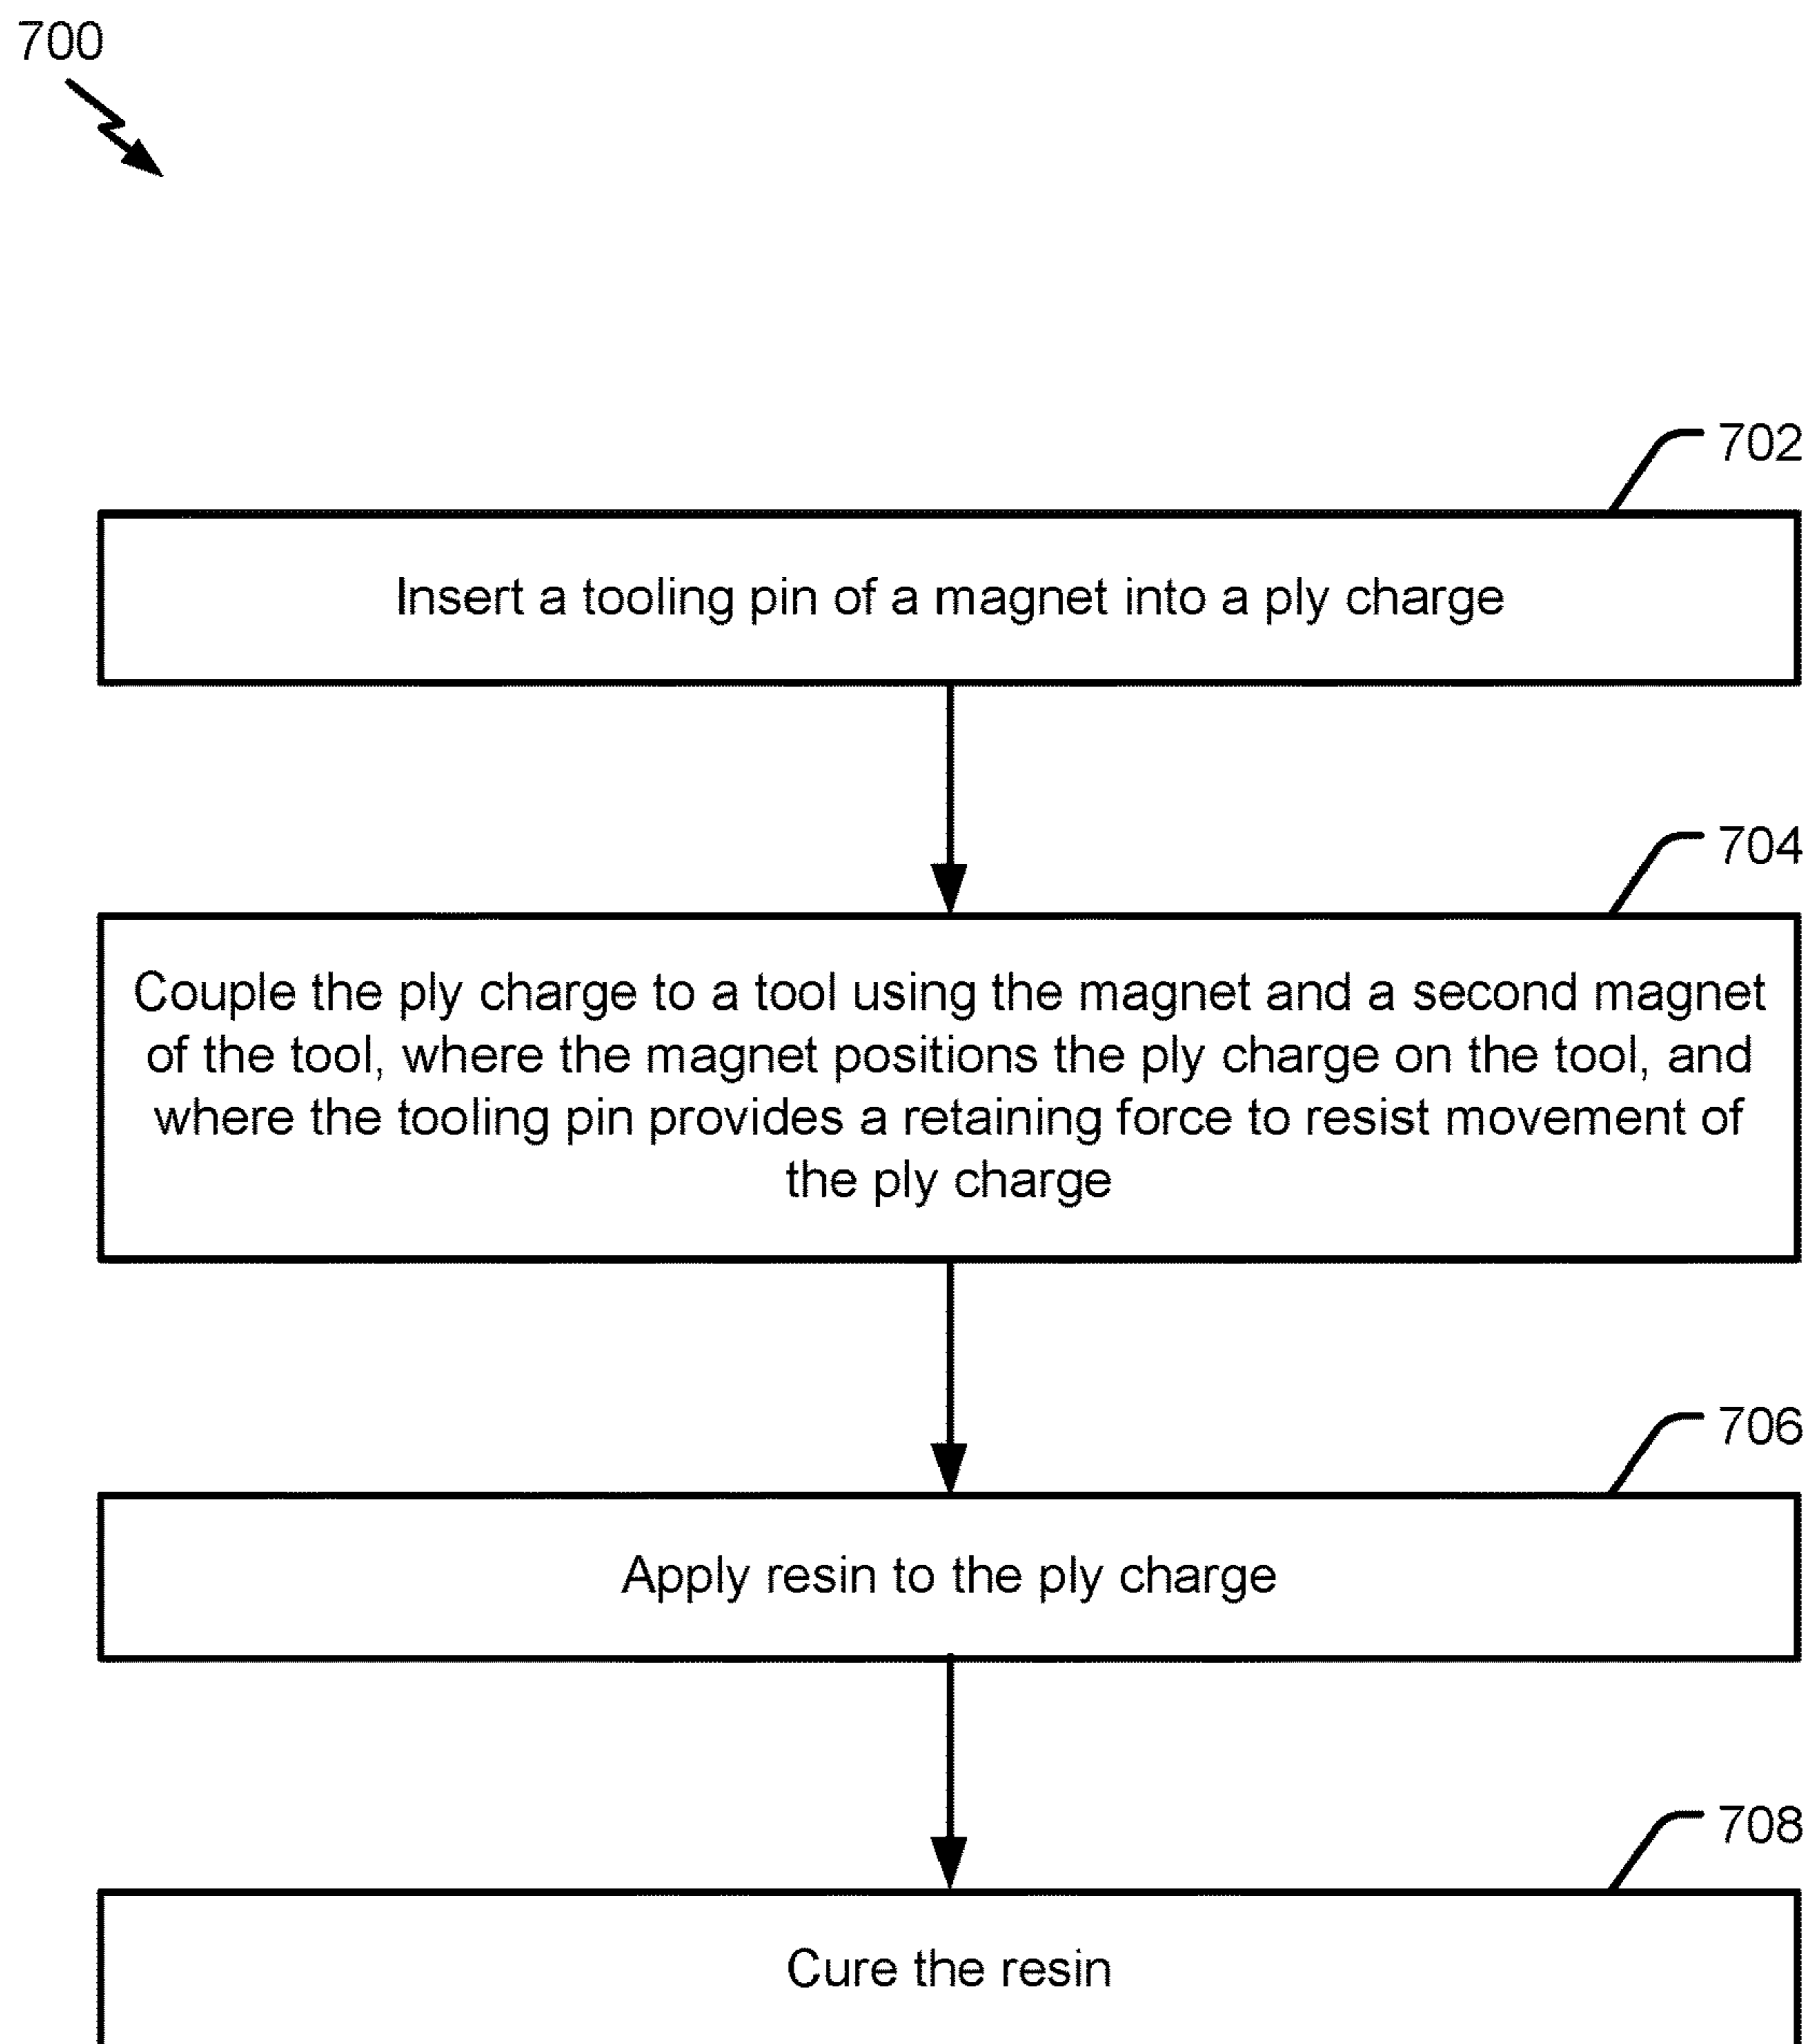 700
702
Insert a tooling pin of a magnet into a ply charge
704
Couple the ply charge to a tool using the magnet and a second magnet
of the tool, where the magnet positions the ply charge on the tool, and
where the tooling pin provides a retaining force to resist movement of
the ply charge
706
Apply resin to the ply charge
708
Cure the resin